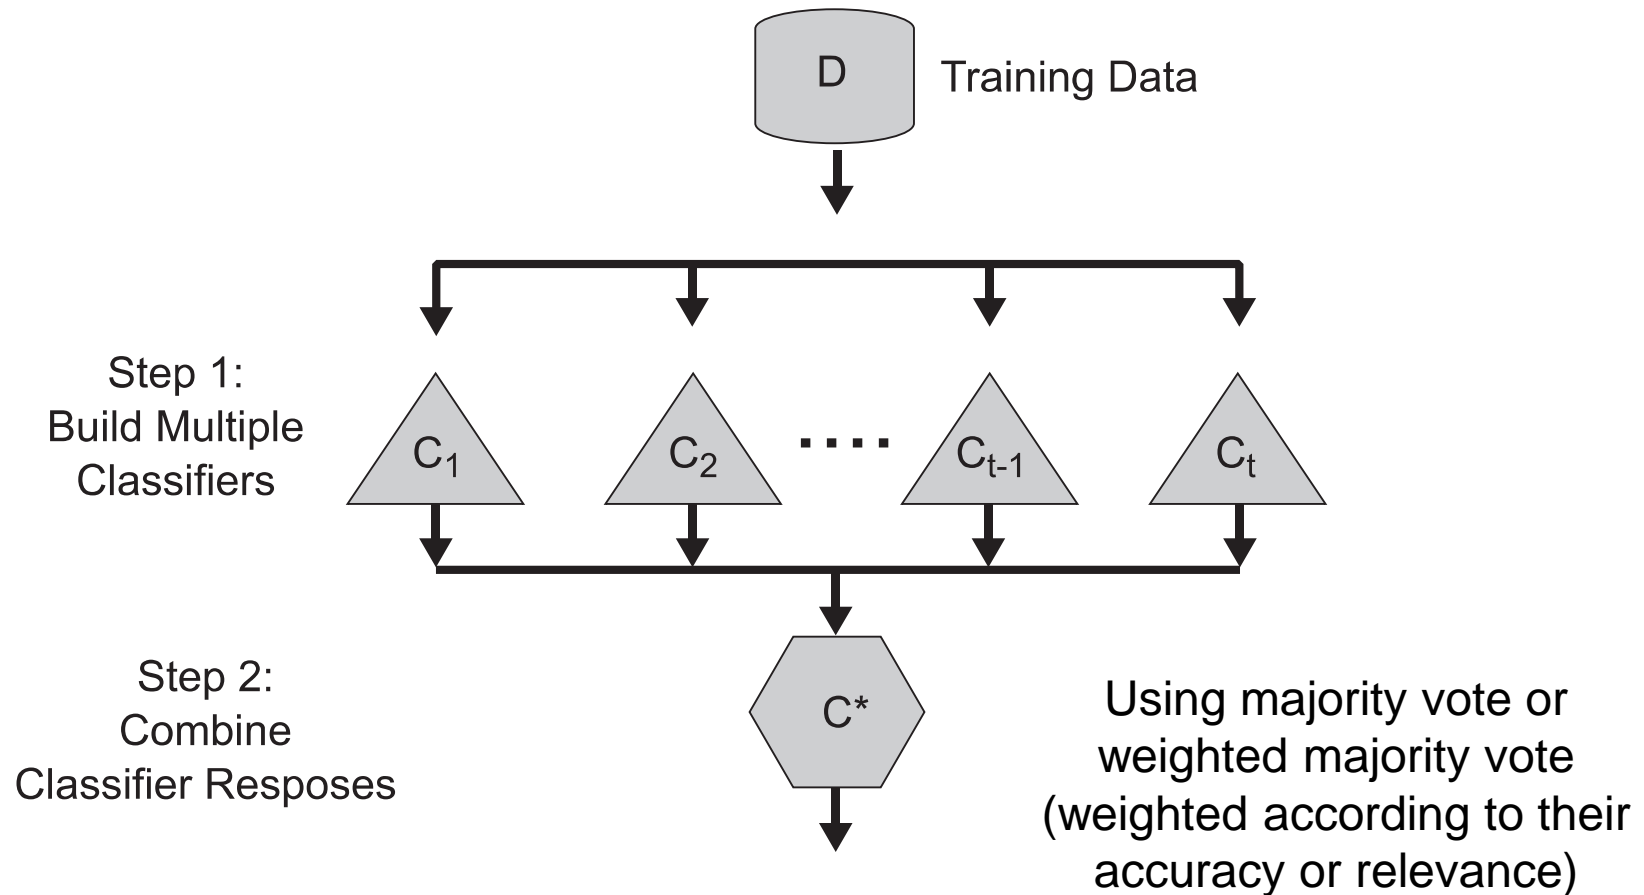 D
Training Data
Step 1:
Build Multiple
Classifiers
C1
C2
....
Ct-1
Ct
Step 2:
Combine
Classifier Resposes
C*
Using majority vote or
weighted majority vote
(weighted according to their
accuracy or relevance)